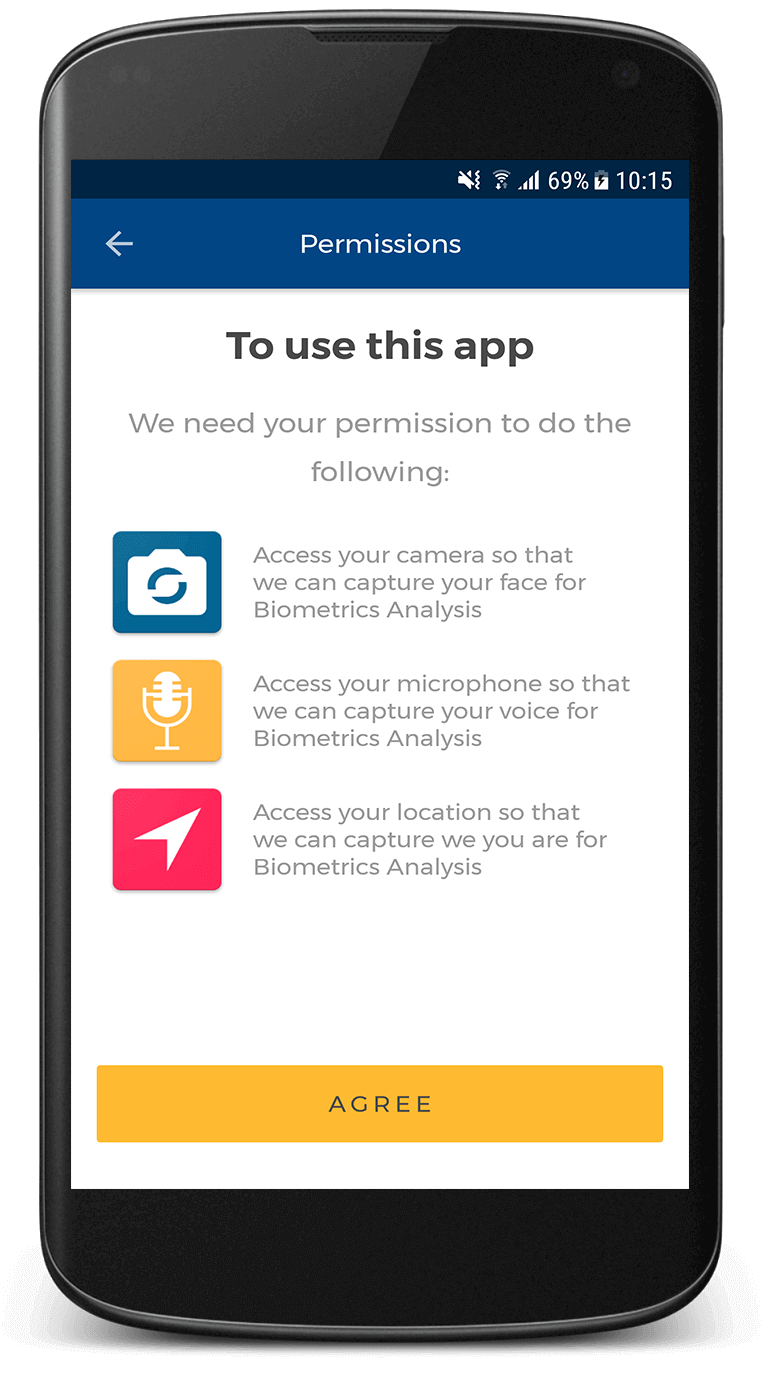 69% 10:15
Permissions
To use this app
We need your permission to do the
following:
Access your camera so that
we can capture your face for
Biometrics Analysis
Access your microphone so that
we can capture your voice for
Biometrics Analysis
Access your location so that
we can capture we you are for
Biometrics Analysis
AGREE